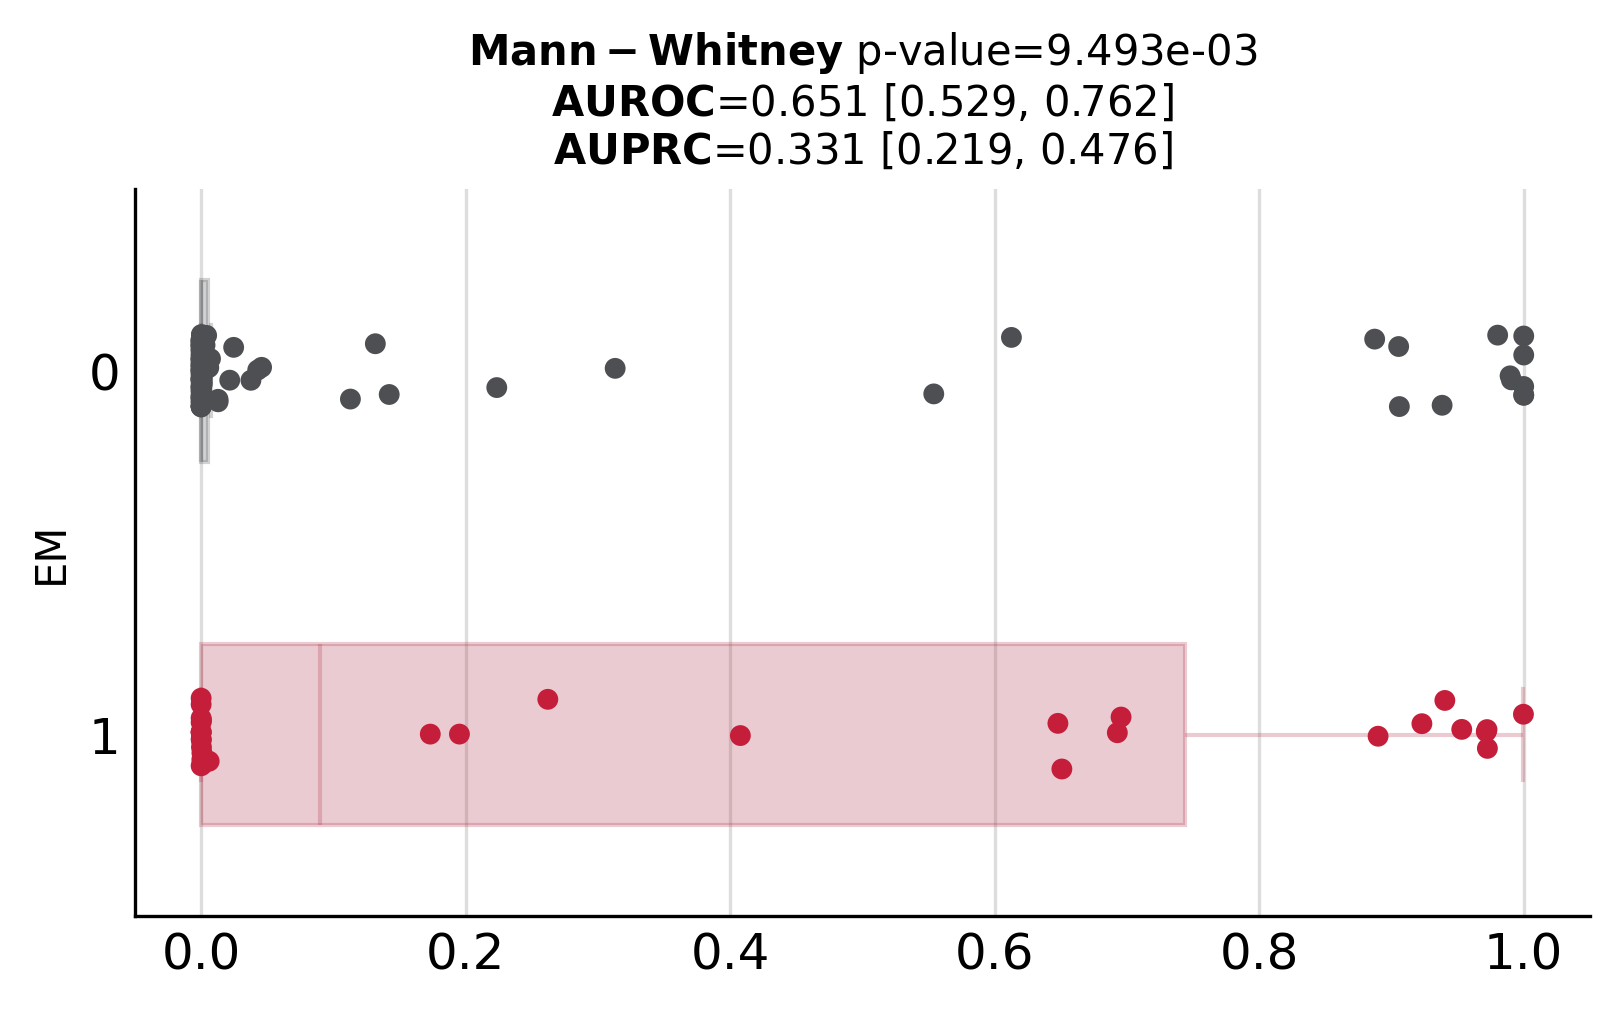 Mann − Whitney p-value=9.493e-03
AUROC=0.651 [0.529, 0.762]
AUPRC=0.331 [0.219, 0.476]
0
EM
1
0.0 0.2 0.4 0.6 0.8 1.0